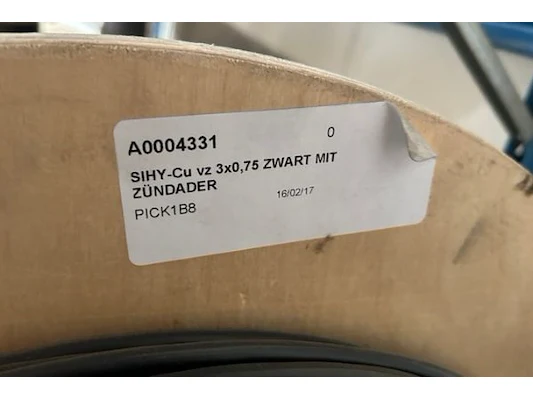 A0004331 0
SIHY-Cu vz 3x0,75 ZWART MIT
ZÜNDADER
PICK1B8 16/02/17